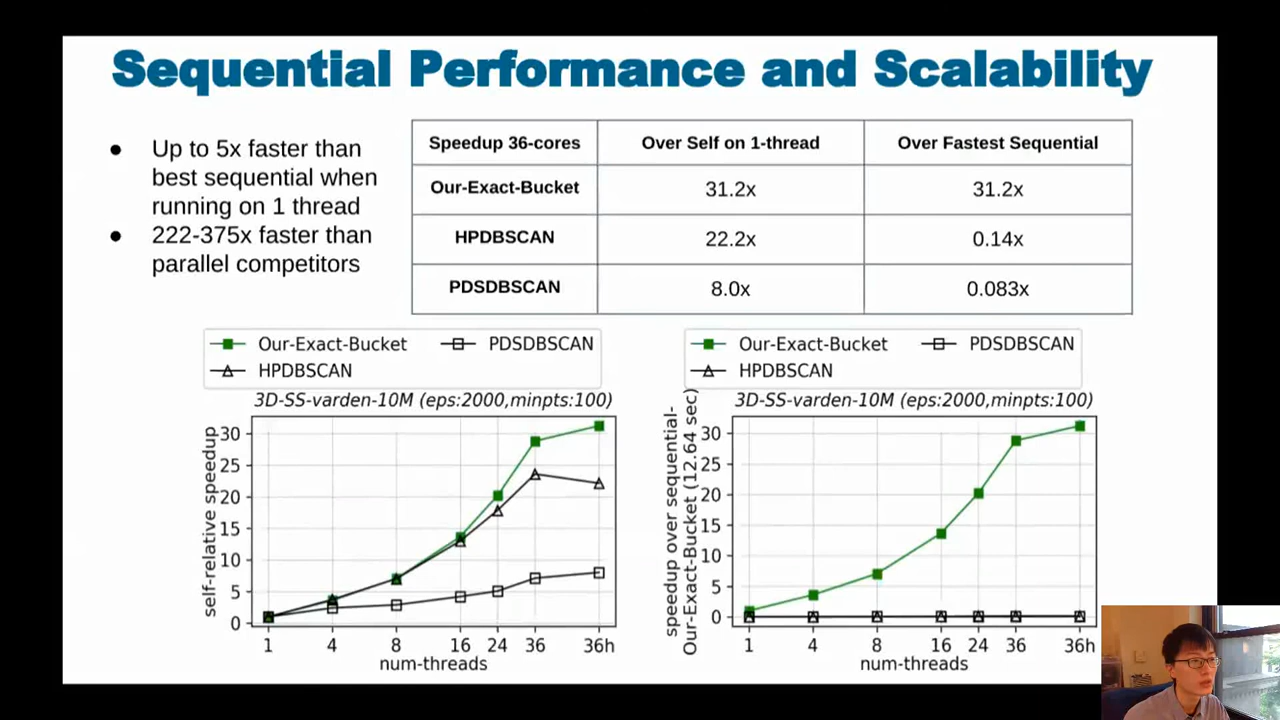 Sequential Performance and Scalability
● Up to 5x faster than
best sequential when
running on 1 thread
● 222-375x faster than
parallel competitors
Speedup 36-cores Over Self on 1-thread Over Fastest Sequential
Our-Exact-Bucket 31.2x 31.2x
HPDBSCAN 22.2x 0.14x
PDSDBSCAN 8.0x 0.083x
Our-Exact-Bucket PDSDBSCAN
HPDBSCAN
3D-SS-varden-10M (eps:2000,minpts:100)
self-relative speedup
30
25
20
15
10
5
0
1 4 8 16 24 36 36h
num-threads
Our-Exact-Bucket PDSDBSCAN
HPDBSCAN
3D-SS-varden-10M (eps:2000,minpts:100)
speedup over sequential-
Our-Exact-Bucket (12.64 sec)
30
25
20
15
10
5
0
1 4 8 16 24 36 36h
num-threads